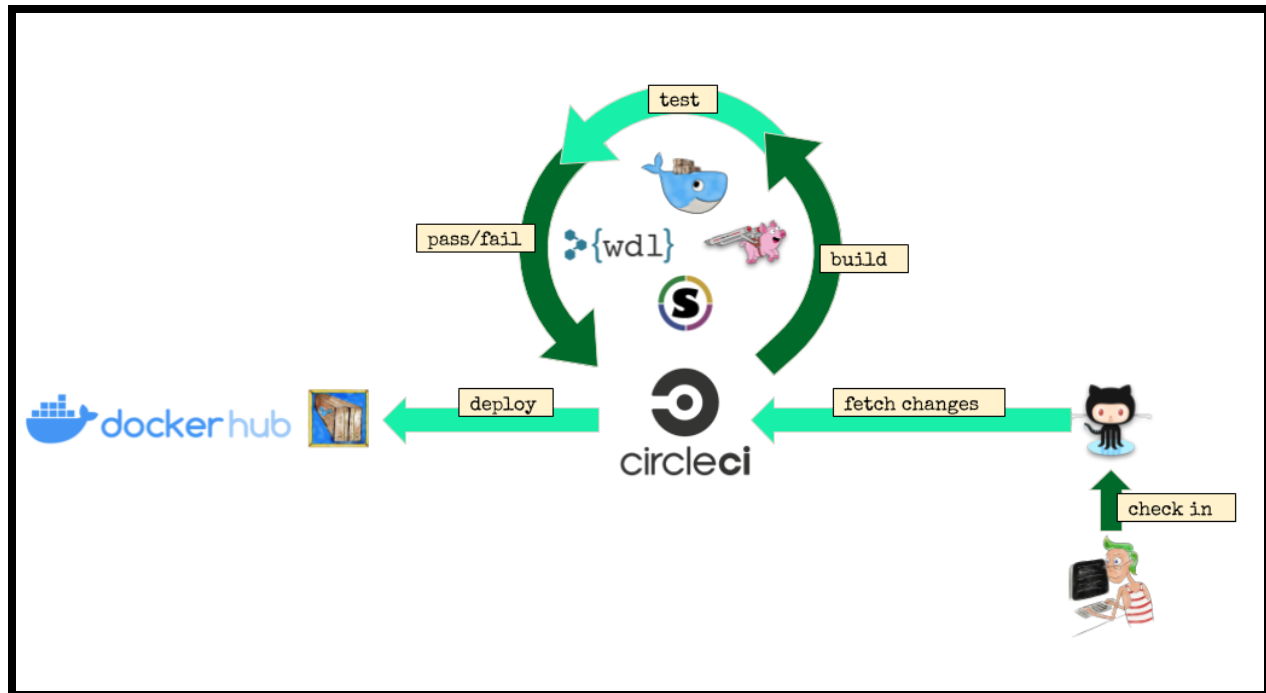 test
pass/fail
{wdl}
build
S
dockerhub
deploy
fetch changes
circleci
check in